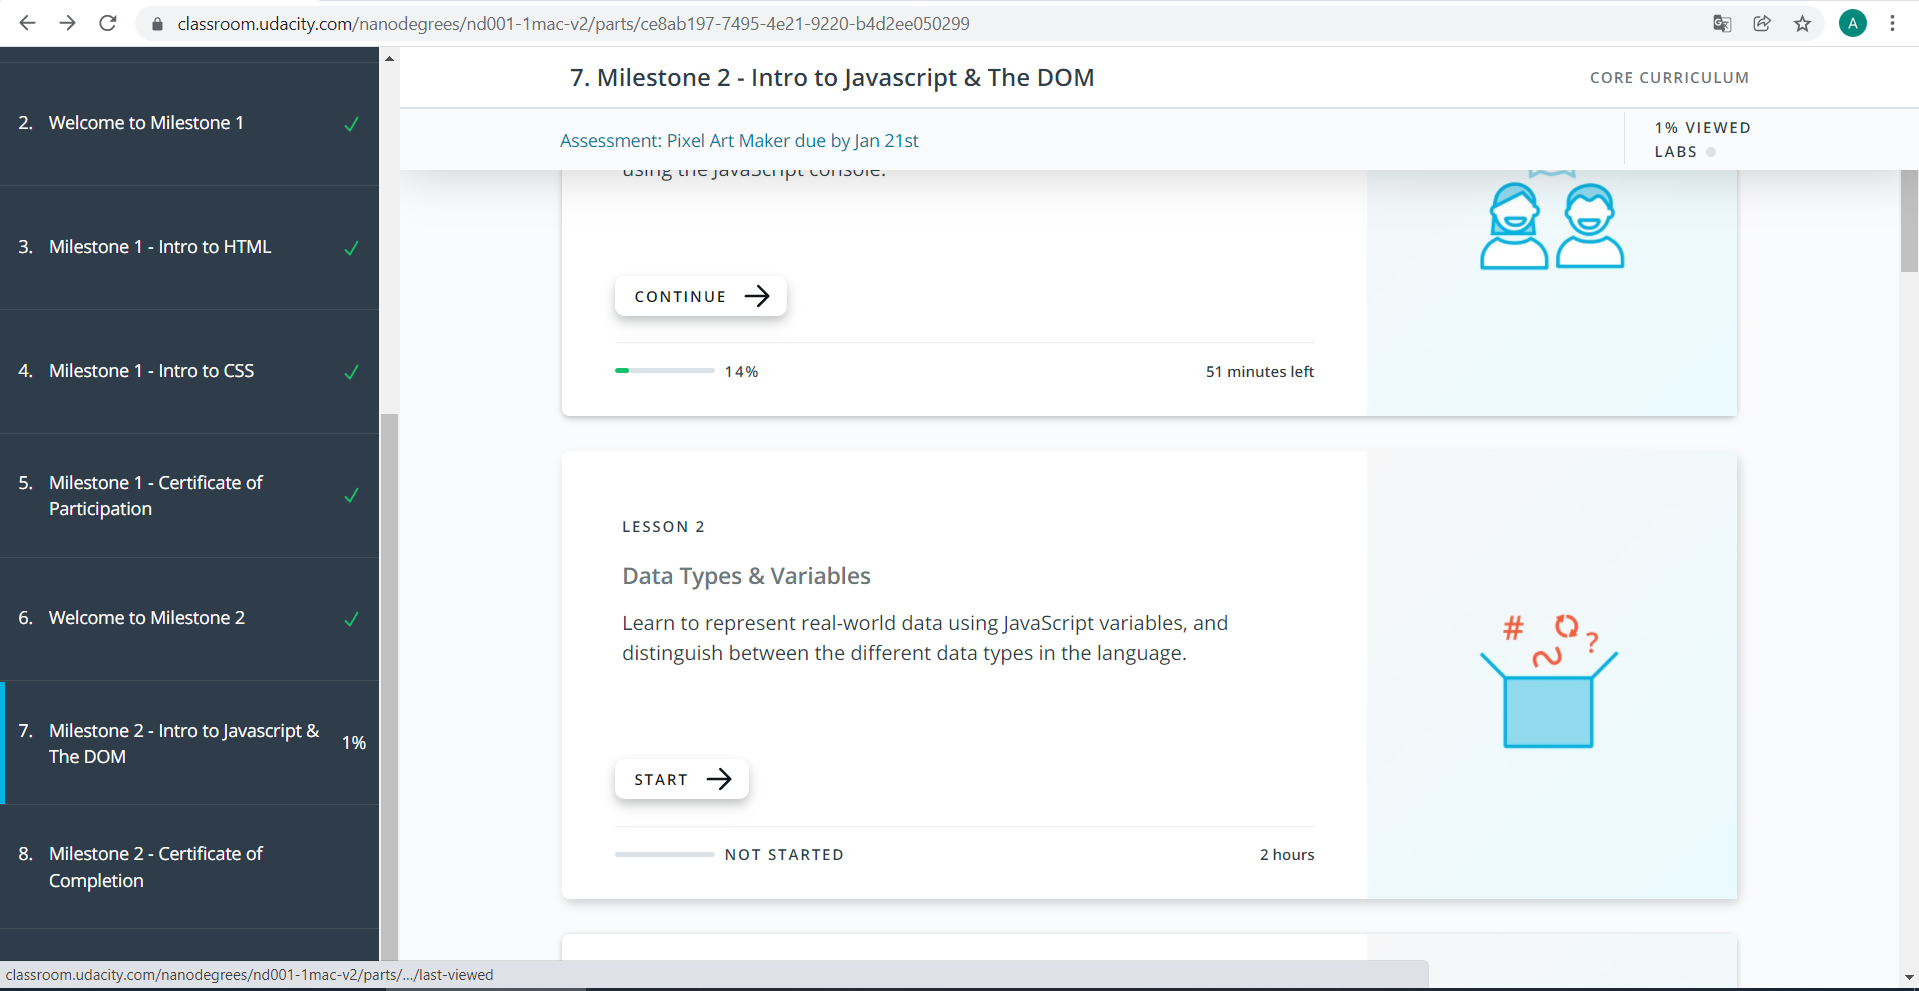 classroom.udacity.com/nanodegrees/nd001-1mac-v2/parts/ce8ab197-7495-4e21-9220-b4d2ee050299
A
2. Welcome to Milestone 1
3. Milestone 1 - Intro to HTML
4. Milestone 1 - Intro to CSS
5. Milestone 1 - Certificate of
Participation
6. Welcome to Milestone 2
7. Milestone 2 - Intro to Javascript &
The DOM
1%
8. Milestone 2 - Certificate of
Completion
7. Milestone 2 - Intro to Javascript & The DOM
CORE CURRICULUM
Assessment: Pixel Art Maker due by Jan 21st
1% VIEWED
LABS
using the JavaScript console.
CONTINUE
14%
51 minutes left
LESSON 2
Data Types & Variables
Learn to represent real-world data using JavaScript variables, and
distinguish between the different data types in the language.
# ?
START
NOT STARTED
2 hours
classroom.udacity.com/nanodegrees/nd001-1mac-v2/parts/.../last-viewed